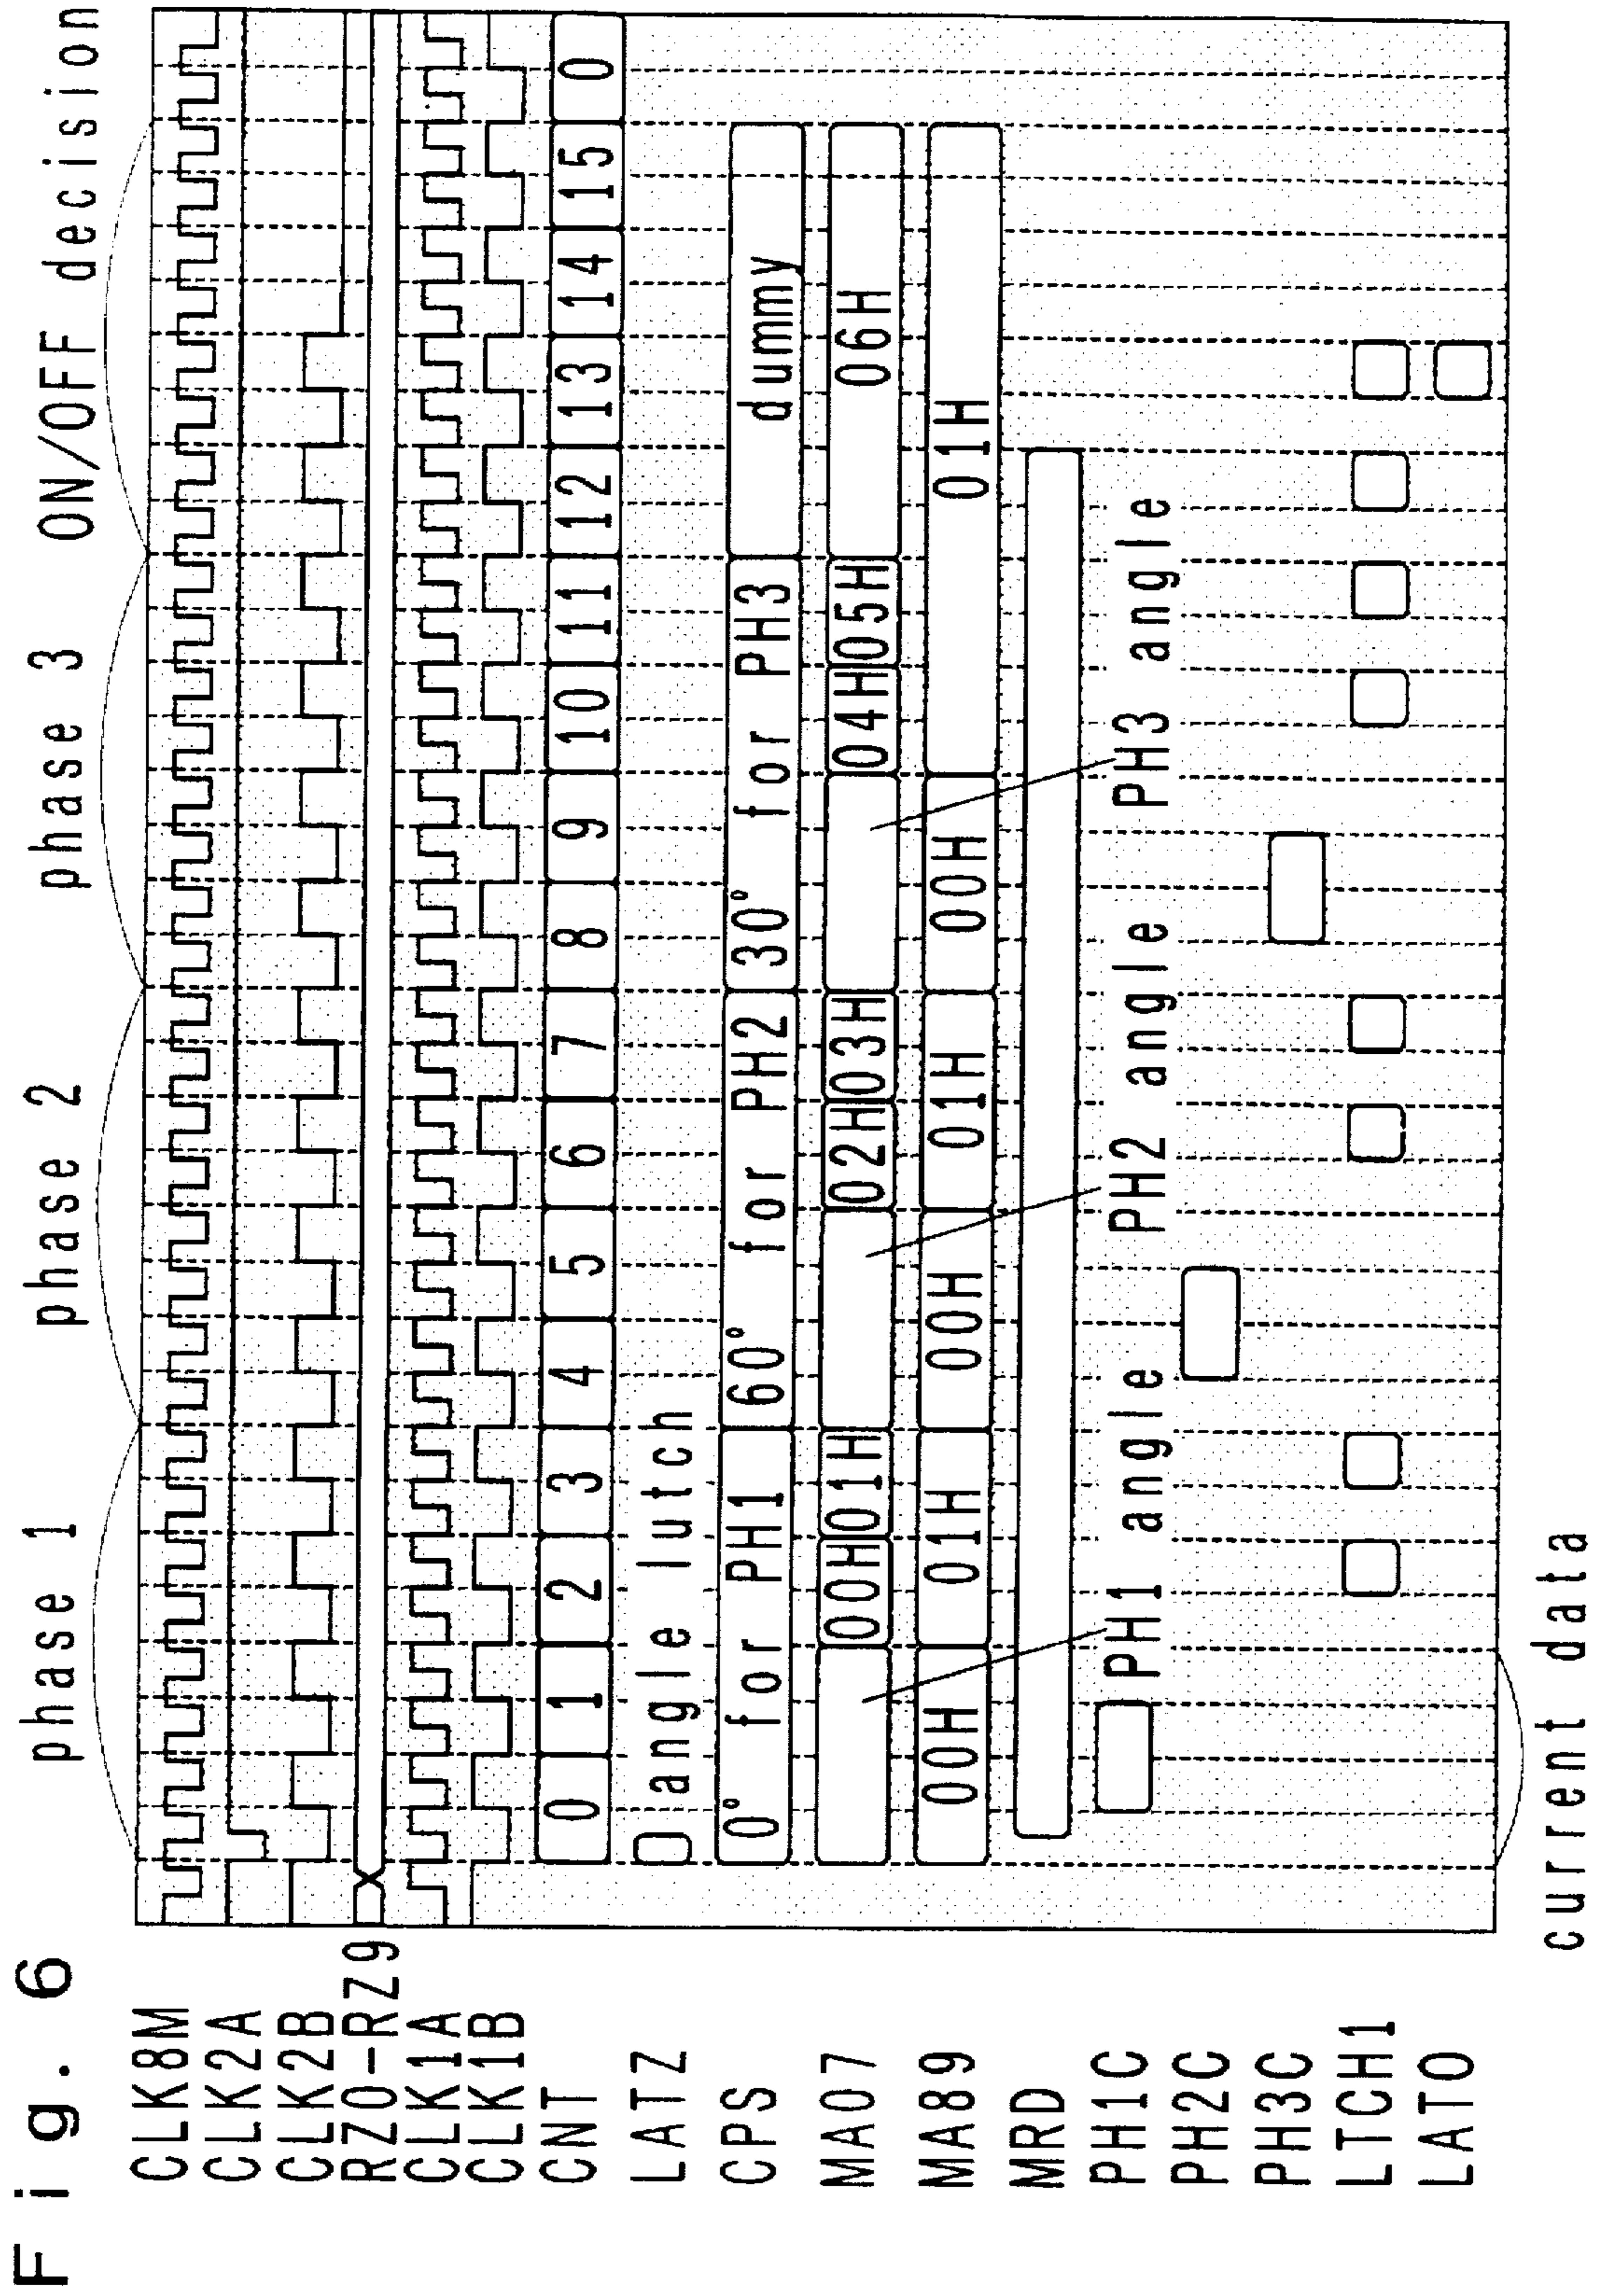 Fig. 6
phase 1 phase 2 phase 3 ON/OFF decision
CLK8M
CLK2A
CLK2B
RZ0-RZ9
CLK1A
CLK1B
CNT 0 1 2 3 4 5 6 7 8 9 10 11 12 13 14 15 0
LATZ angle lutch
CPS 0° for PH1 60° for PH2 30° for PH3 dummy
MA07 00H 01H 02H 03H 04H 05H 06H
MA89 00H 01H 00H 01H 00H 01H
MRD
PH1C PH1 angle PH2 angle PH3 angle
PH2C
PH3C
LTCH1
LATO
current data